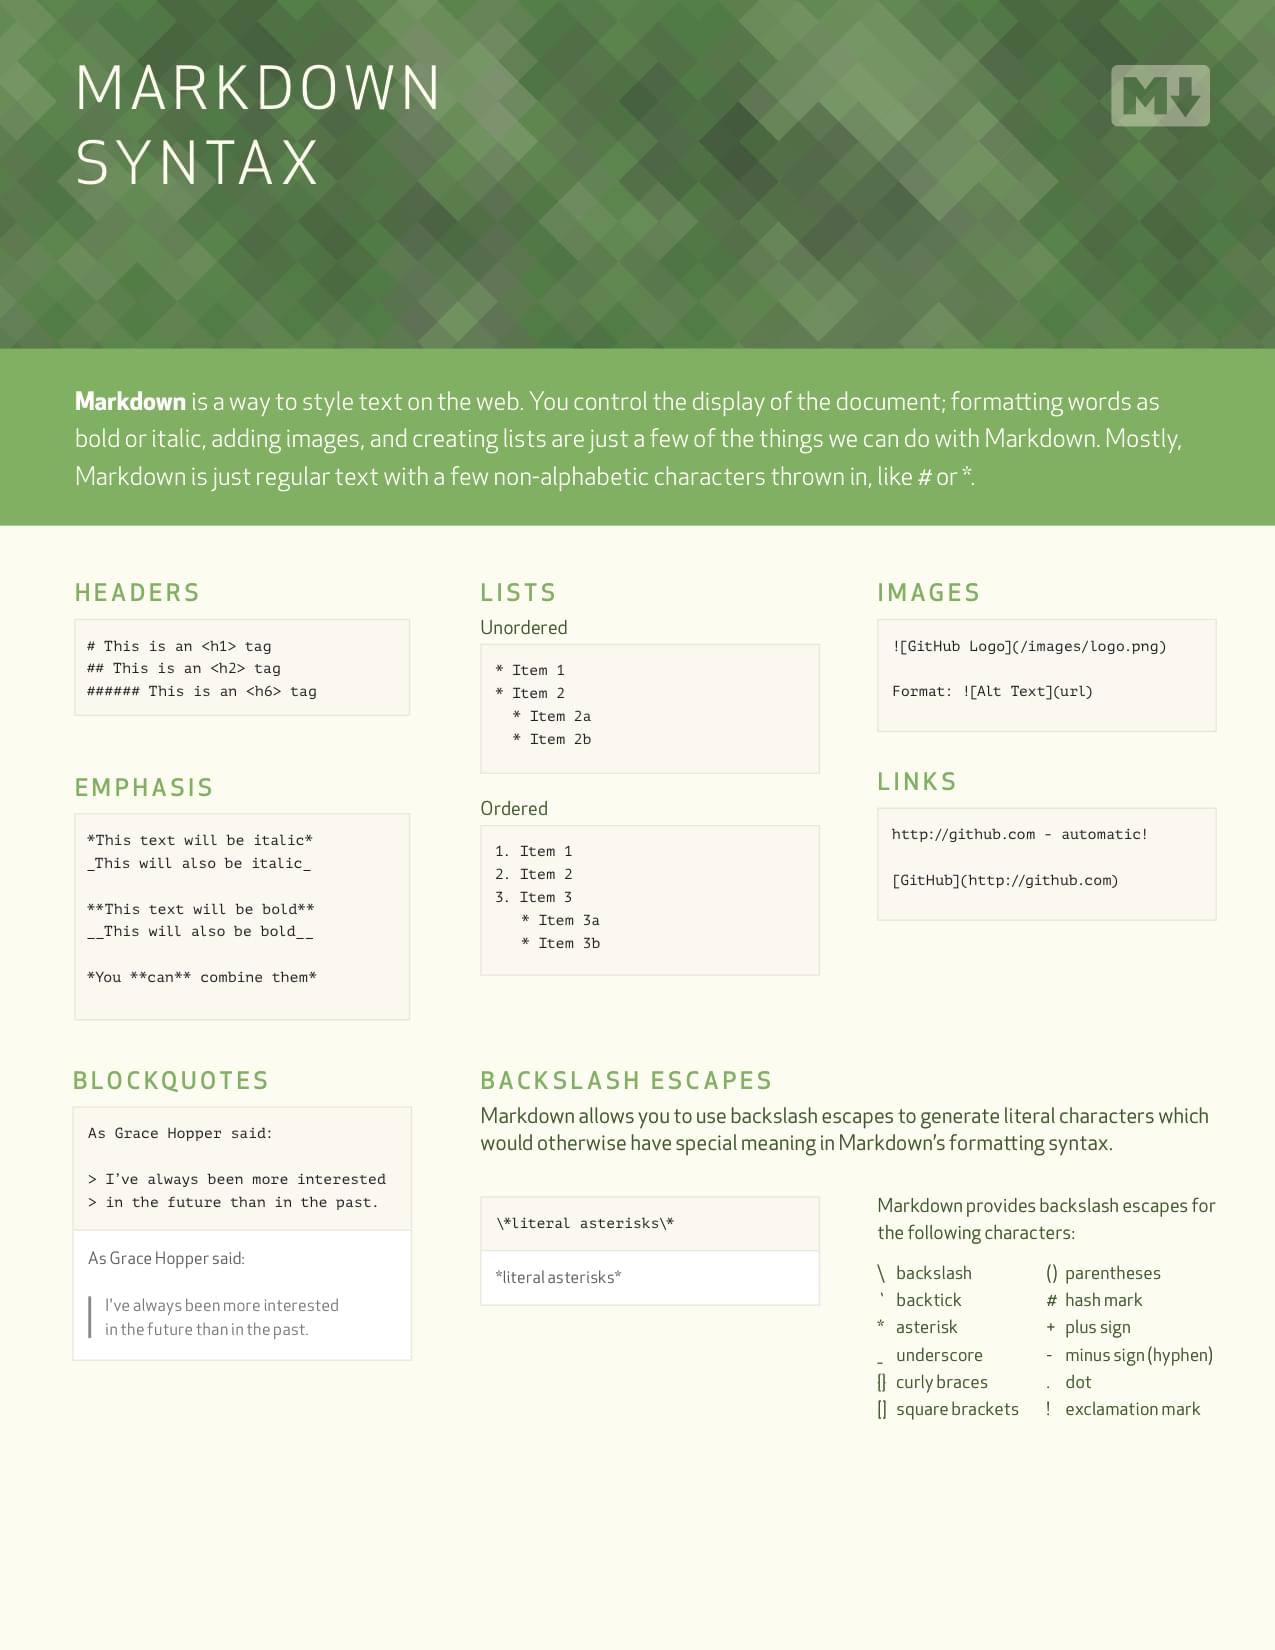 MARKDOWN
SYNTAX
M
Markdown is a way to style text on the web. You control the display of the document; formatting words as
bold or italic, adding images, and creating lists are just a few of the things we can do with Markdown. Mostly,
Markdown is just regular text with a few non-alphabetic characters thrown in, like # or *.
HEADERS
# This is an <h1> tag
## This is an <h2> tag
###### This is an <h6> tag
EMPHASIS
*This text will be italic*
_This will also be italic_
**This text will be bold**
__This will also be bold__
*You **can** combine them*
LISTS
Unordered
* Item 1
* Item 2
  * Item 2a
  * Item 2b
Ordered
1. Item 1
2. Item 2
3. Item 3
   * Item 3a
   * Item 3b
IMAGES
![GitHub Logo](/images/logo.png)
Format: ![Alt Text](url)
LINKS
http://github.com - automatic!
[GitHub](http://github.com)
BLOCKQUOTES
As Grace Hopper said:
> I’ve always been more interested
> in the future than in the past.
As Grace Hopper said:
I've always been more interested
in the future than in the past.
BACKSLASH ESCAPES
Markdown allows you to use backslash escapes to generate literal characters which
would otherwise have special meaning in Markdown’s formatting syntax.
\*literal asterisks\*
*literal asterisks*
Markdown provides backslash escapes for
the following characters:
\ backslash
` backtick
* asterisk
_ underscore
{} curly braces
[] square brackets
() parentheses
# hash mark
+ plus sign
- minus sign (hyphen)
. dot
! exclamation mark